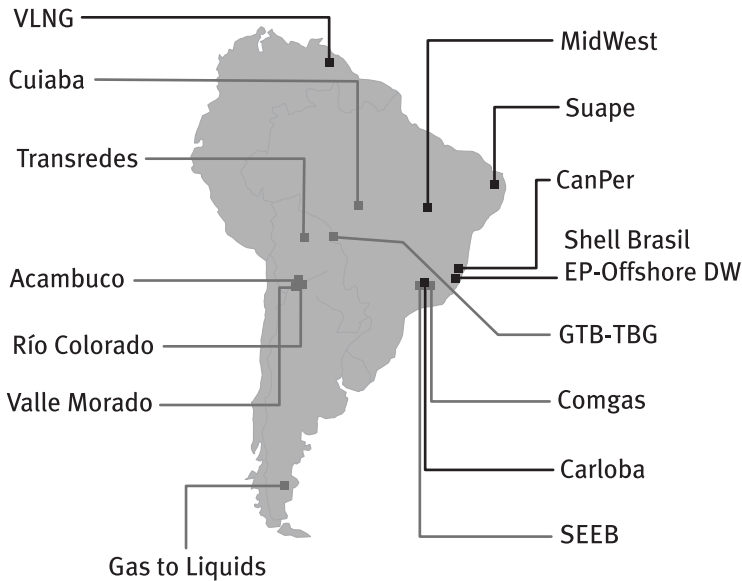 VLNG
Cuiaba
Transredes
Acambuco
Río Colorado
Valle Morado
Gas to Liquids
MidWest
Suape
CanPer
Shell Brasil
EP-Offshore DW
GTB-TBG
Comgas
Carloba
SEEB